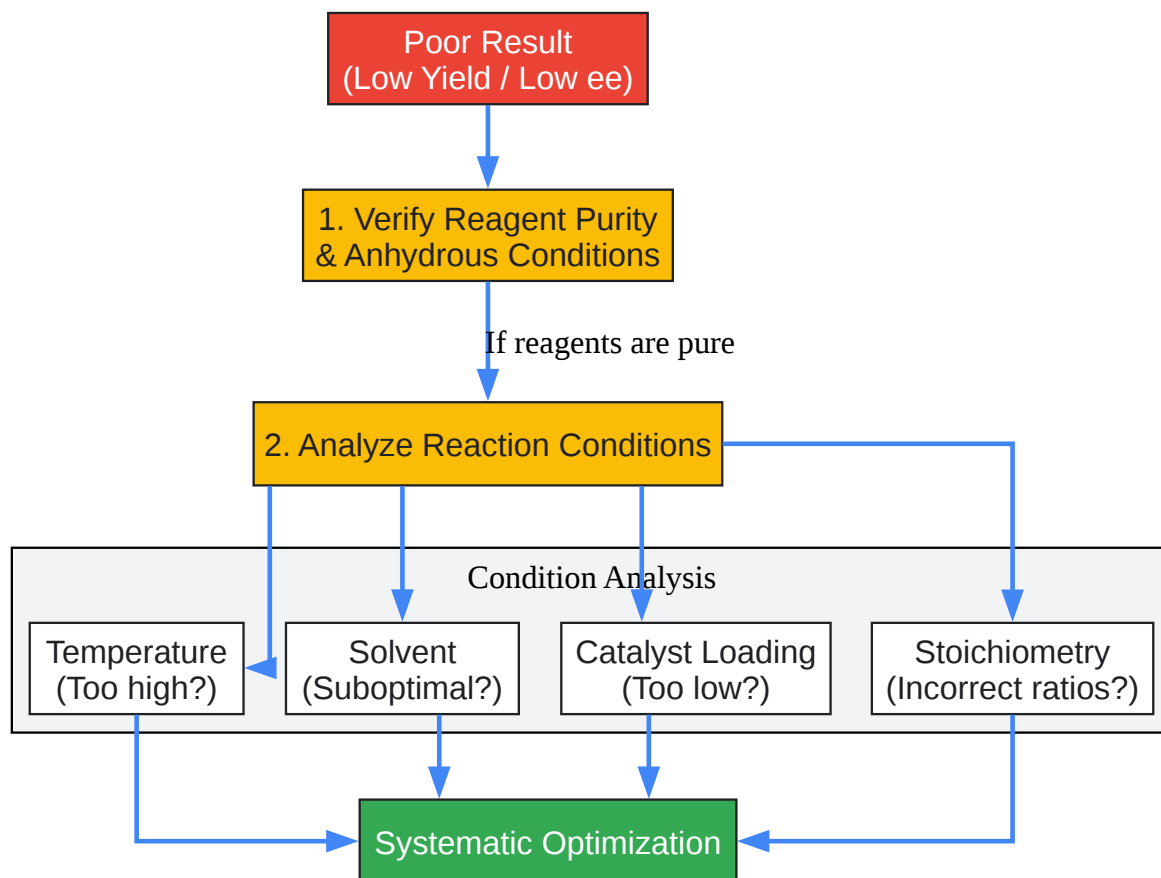 Poor Result
(Low Yield / Low ee)
1. Verify Reagent Purity
& Anhydrous Conditions
If reagents are pure
2. Analyze Reaction Conditions
Condition Analysis
Temperature
(Too high?)
Solvent
(Suboptimal?)
Catalyst Loading
(Too low?)
Stoichiometry
(Incorrect ratios?)
Systematic Optimization